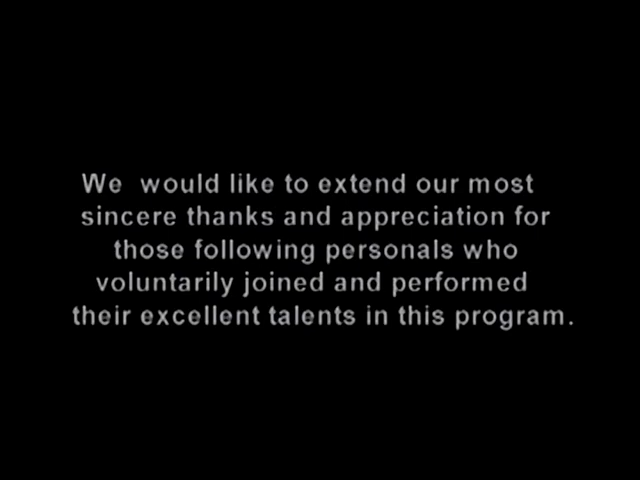 We would like to extend our most
sincere thanks and appreciation for
those following personals who
voluntarily joined and performed
their excellent talents in this program.